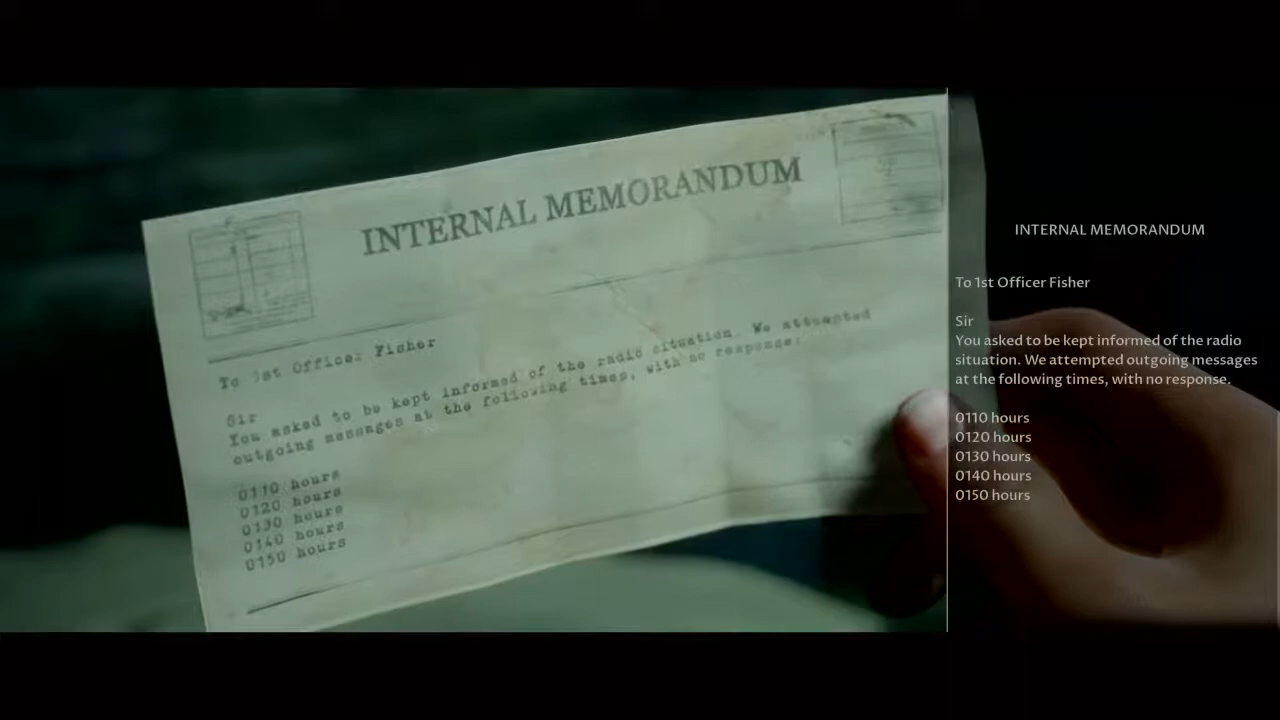 INTERNAL MEMORANDUM
To 1st Officer Fisher
Sir
You asked to be kept informed of the radio situation. We attempted
outgoing messages at the following times, with no response:
0110 hours
0120 hours
0130 hours
0140 hours
0150 hours
INTERNAL MEMORANDUM
To 1st Officer Fisher
Sir
You asked to be kept informed of the radio
situation. We attempted outgoing messages
at the following times, with no response.
0110 hours
0120 hours
0130 hours
0140 hours
0150 hours